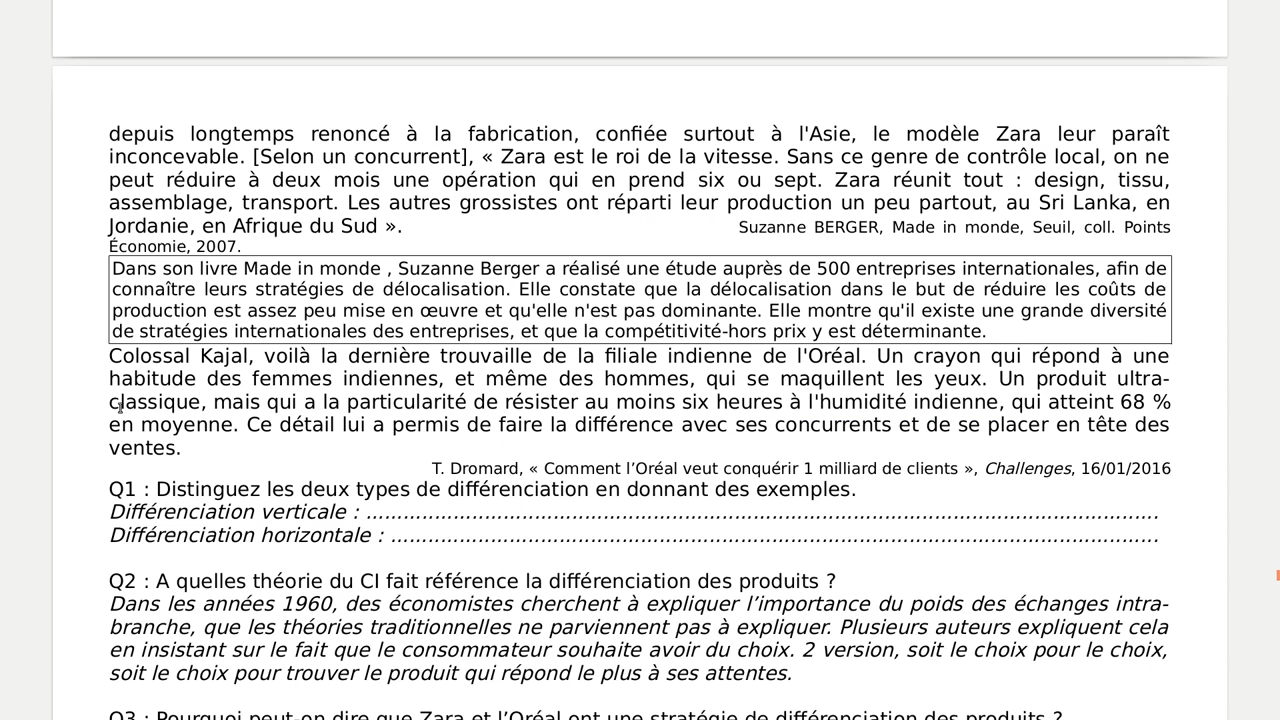 depuis longtemps renoncé à la fabrication, confiée surtout à l'Asie, le modèle Zara leur paraît
inconcevable. [Selon un concurrent], « Zara est le roi de la vitesse. Sans ce genre de contrôle local, on ne
peut réduire à deux mois une opération qui en prend six ou sept. Zara réunit tout : design, tissu,
assemblage, transport. Les autres grossistes ont réparti leur production un peu partout, au Sri Lanka, en
Jordanie, en Afrique du Sud ». Suzanne BERGER, Made in monde, Seuil, coll. Points
Économie, 2007.
Dans son livre Made in monde , Suzanne Berger a réalisé une étude auprès de 500 entreprises internationales, afin de
connaître leurs stratégies de délocalisation. Elle constate que la délocalisation dans le but de réduire les coûts de
production est assez peu mise en œuvre et qu'elle n'est pas dominante. Elle montre qu'il existe une grande diversité
de stratégies internationales des entreprises, et que la compétitivité-hors prix y est déterminante.
Colossal Kajal, voilà la dernière trouvaille de la filiale indienne de l'Oréal. Un crayon qui répond à une
habitude des femmes indiennes, et même des hommes, qui se maquillent les yeux. Un produit ultra-
classique, mais qui a la particularité de résister au moins six heures à l'humidité indienne, qui atteint 68 %
en moyenne. Ce détail lui a permis de faire la différence avec ses concurrents et de se placer en tête des
ventes.
T. Dromard, « Comment l’Oréal veut conquérir 1 milliard de clients », Challenges, 16/01/2016
Q1 : Distinguez les deux types de différenciation en donnant des exemples.
Différenciation verticale : ................................................................................................................................
Différenciation horizontale : ............................................................................................................................
Q2 : A quelles théorie du CI fait référence la différenciation des produits ?
Dans les années 1960, des économistes cherchent à expliquer l’importance du poids des échanges intra-
branche, que les théories traditionnelles ne parviennent pas à expliquer. Plusieurs auteurs expliquent cela
en insistant sur le fait que le consommateur souhaite avoir du choix. 2 version, soit le choix pour le choix,
soit le choix pour trouver le produit qui répond le plus à ses attentes.
Q3 : Pourquoi peut-on dire que Zara et l’Oréal ont une stratégie de différenciation des produits ?